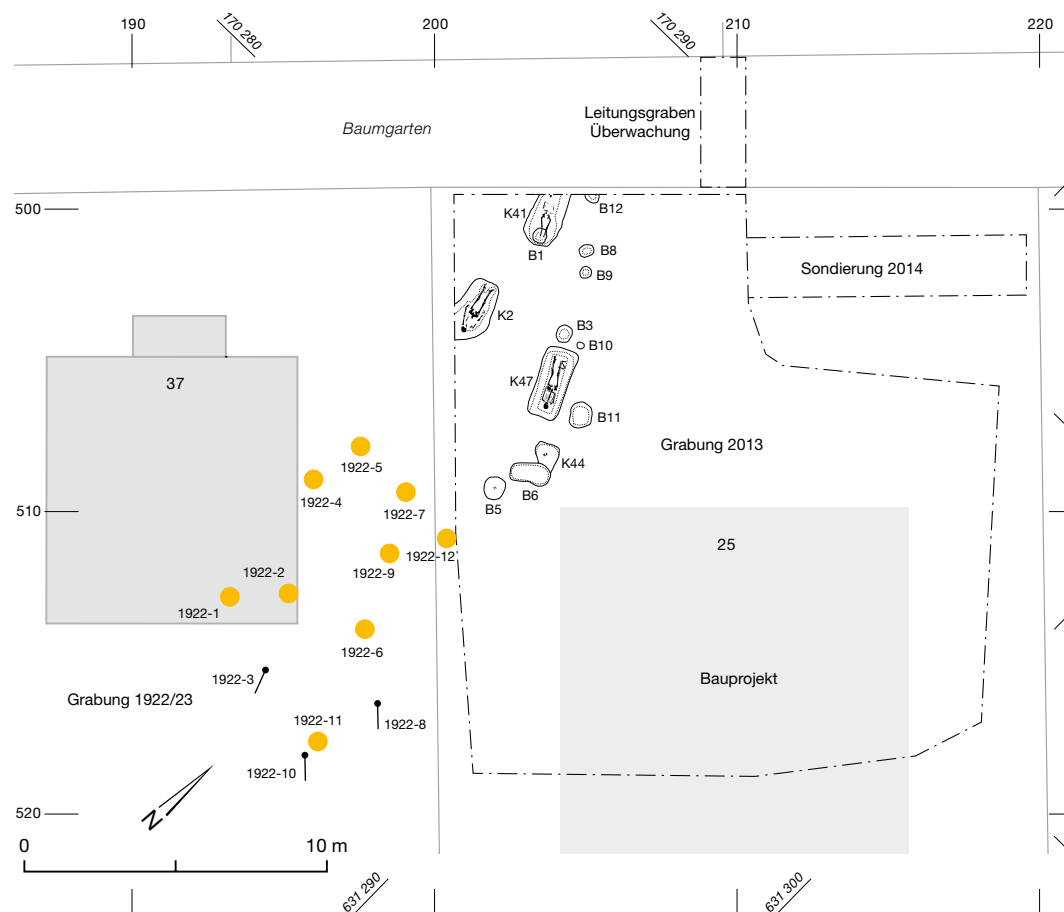 170 280
170 290
190
200
210
220
Baumgarten
Leitungsgraben
Überwachung
500
K41
B12
B1
B8
B9
Sondierung 2014
K2
B3
B10
37
K47
B11
Grabung 2013
1922-5
K44
1922-4
B6
1922-7
B5
510
25
1922-12
1922-9
1922-2
1922-1
1922-6
Bauprojekt
1922-3
Grabung 1922/23
1922-11
1922-8
1922-10
520
N
0
10 m
631 290
631 300